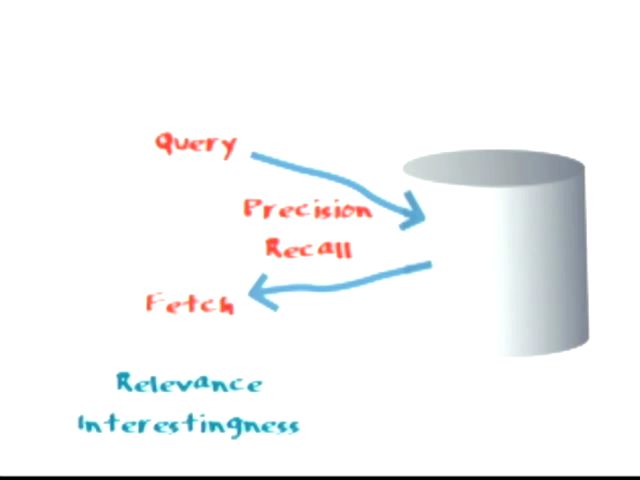 Query
Precision
Recall
Fetch
Relevance
Interestingness